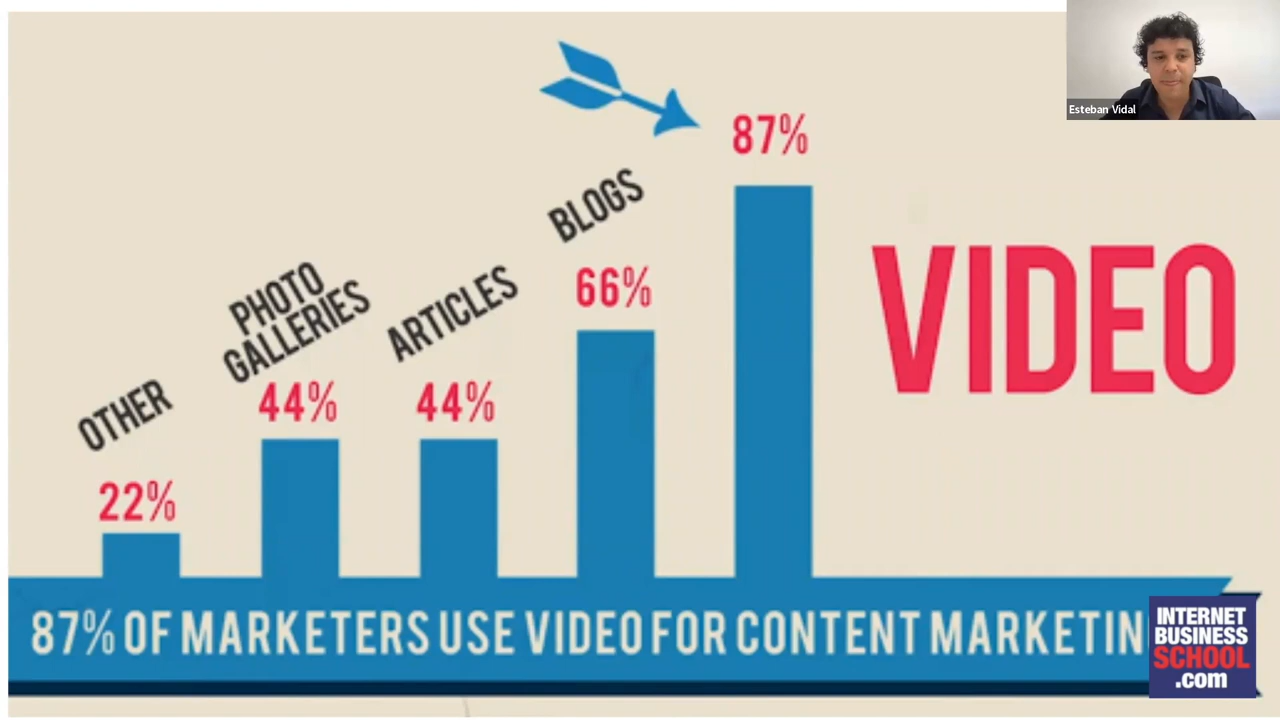 Esteban Vidal
87%
BLOGS
VIDEO
66%
PHOTO
GALLERIES
ARTICLES
44%
44%
OTHER
22%
87% OF MARKETERS USE VIDEO FOR CONTENT MARKETIN
INTERNET
BUSINESS
SCHOOL
.com